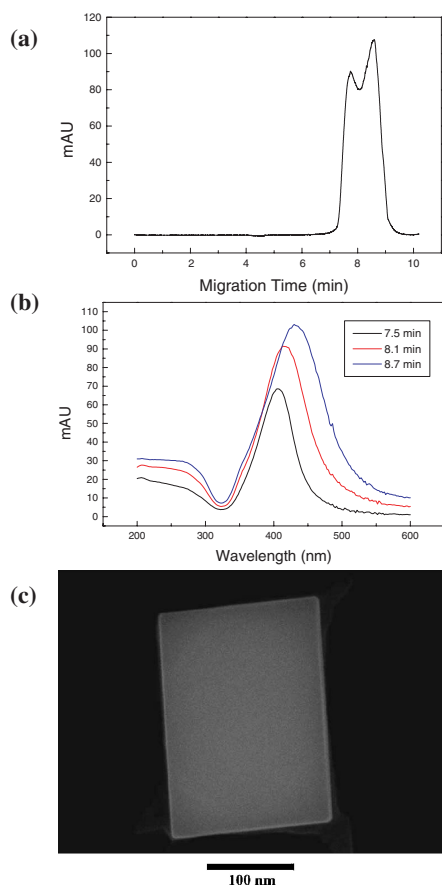 (a)
120
100
80
60
40
20
0
mAU
0 2 4 6 8 10
Migration Time (min)
(b)
110
100
90
80
70
60
50
40
30
20
10
0
mAU
7.5 min
8.1 min
8.7 min
200 300 400 500 600
Wavelength (nm)
(c)
100 nm